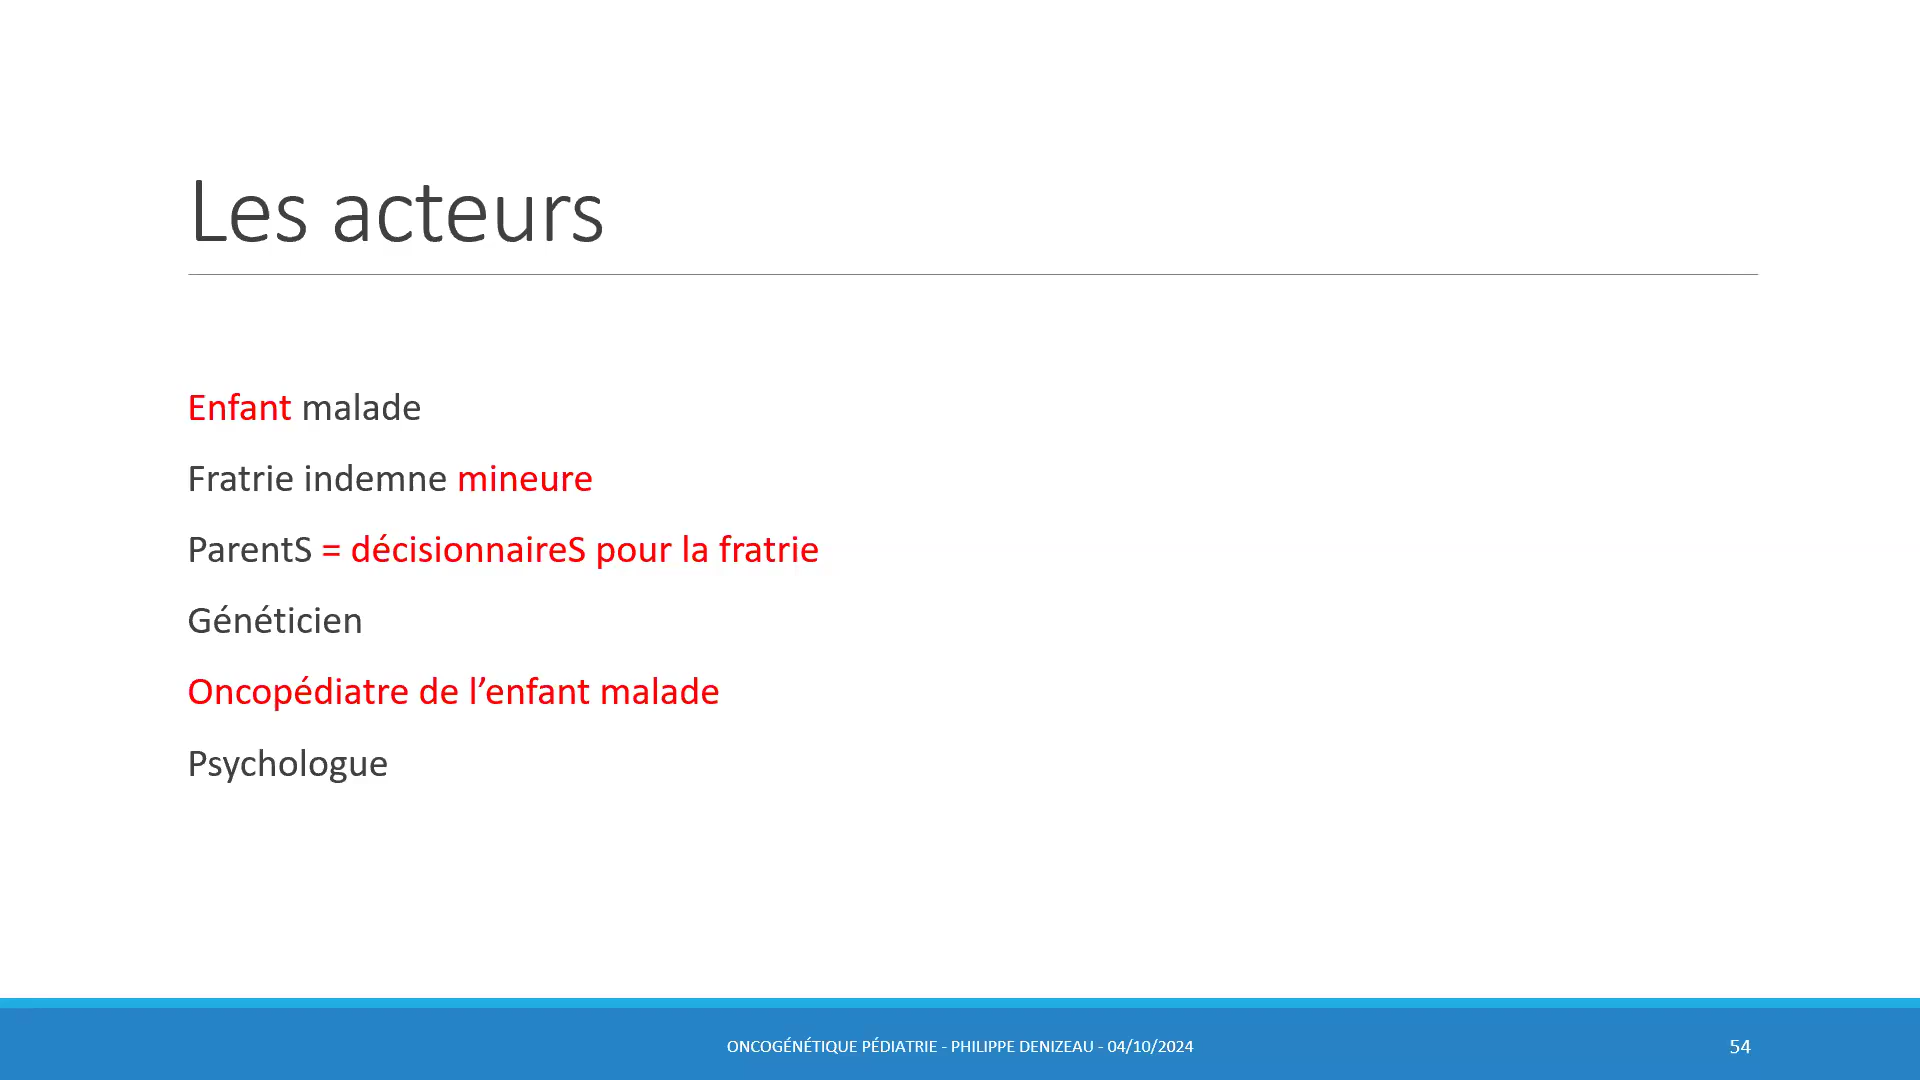 Les acteurs
Enfant malade
Fratrie indemne mineure
ParentS = décisionnaireS pour la fratrie
Généticien
Oncopédiatre de l’enfant malade
Psychologue
ONCOGÉNÉTIQUE PÉDIATRIE - PHILIPPE DENIZEAU - 04/10/2024
54